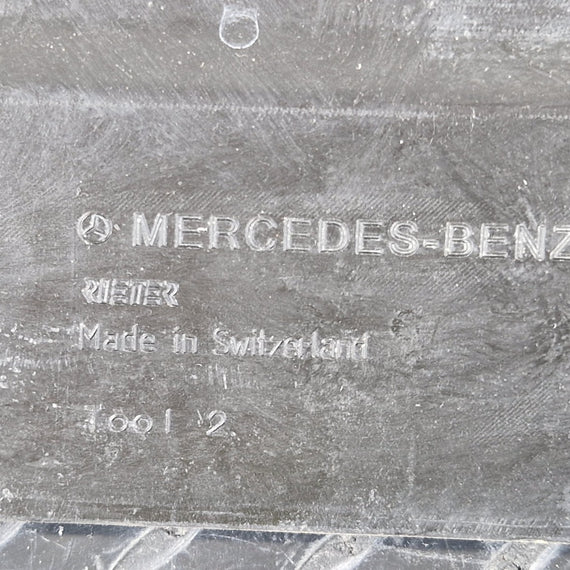 MERCEDES-BENZ
RIETER
Made in Switzerland
Tool 2